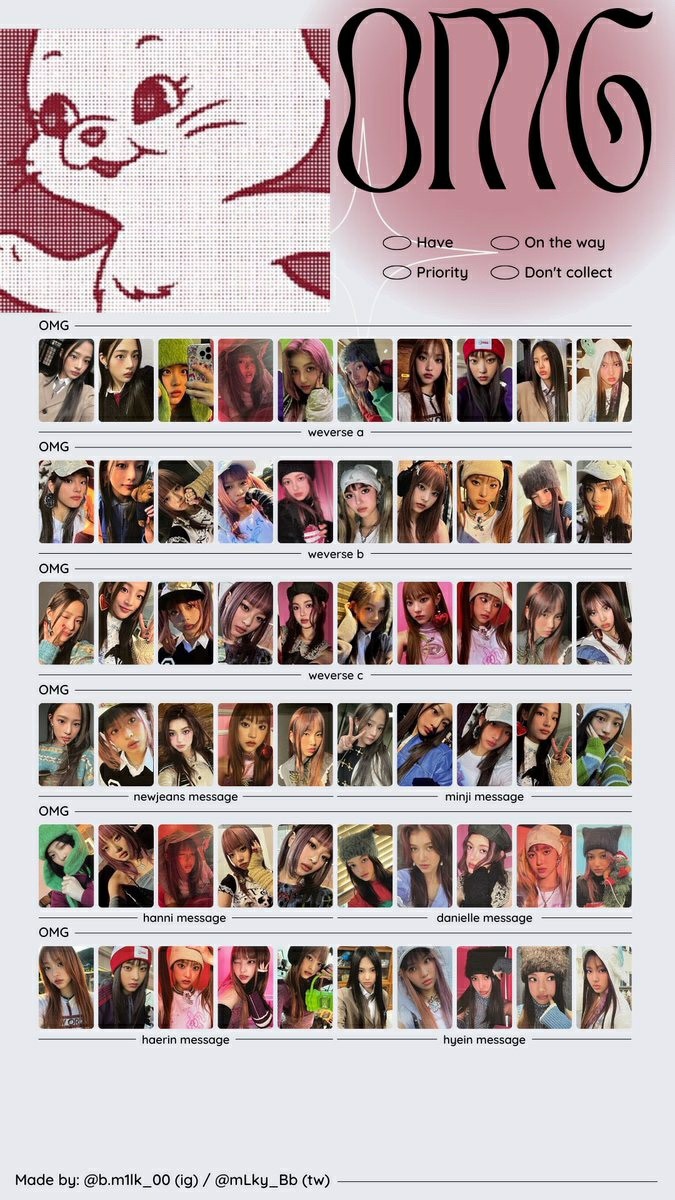 OMG
Have
On the way
Priority
Don't collect
OMG
weverse a
OMG
weverse b
OMG
weverse c
OMG
newjeans message
minji message
OMG
hanni message
danielle message
OMG
haerin message
hyein message
Made by: @b.m1lk_00 (ig) / @mLky_Bb (tw)